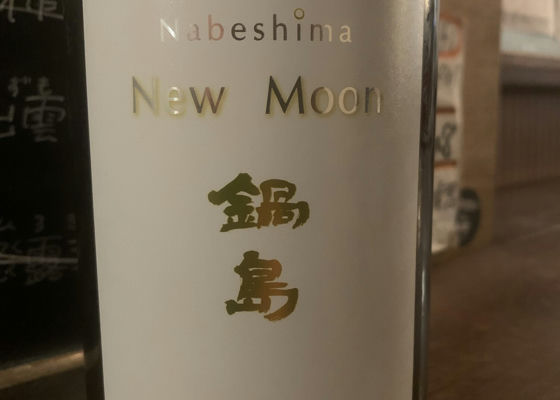 Nabeshima
New Moon
鍋
島